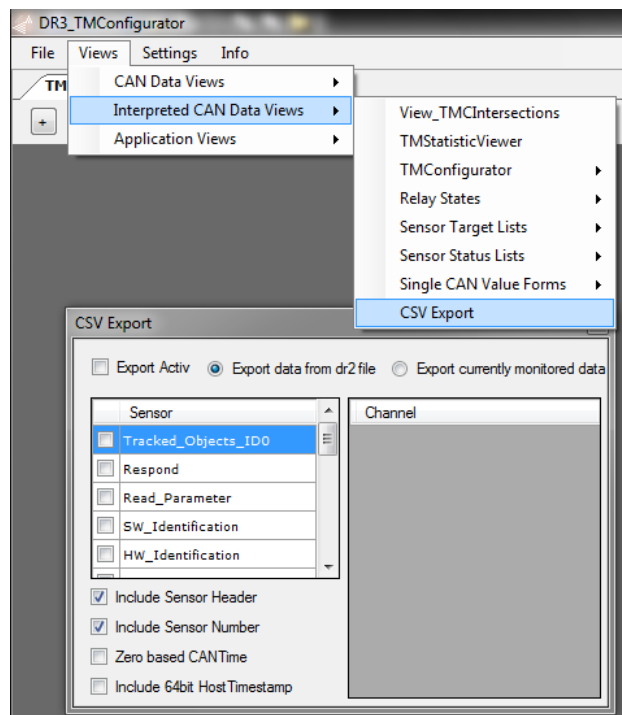 DR3_TMConfigurator
File Views Settings Info
TM
CAN Data Views
+
Interpreted CAN Data Views
View_TMCIntersections
Application Views
TMStatisticViewer
TMConfigurator
Relay States
Sensor Target Lists
Sensor Status Lists
Single CAN Value Forms
CSV Export
CSV Export
Export Activ Export data from dr2 file Export currently monitored data
Sensor Channel
Tracked_Objects_ID0
Respond
Read_Parameter
SW_Identification
HW_Identification
Include Sensor Header
Include Sensor Number
Zero based CANTime
Include 64bit HostTimestamp